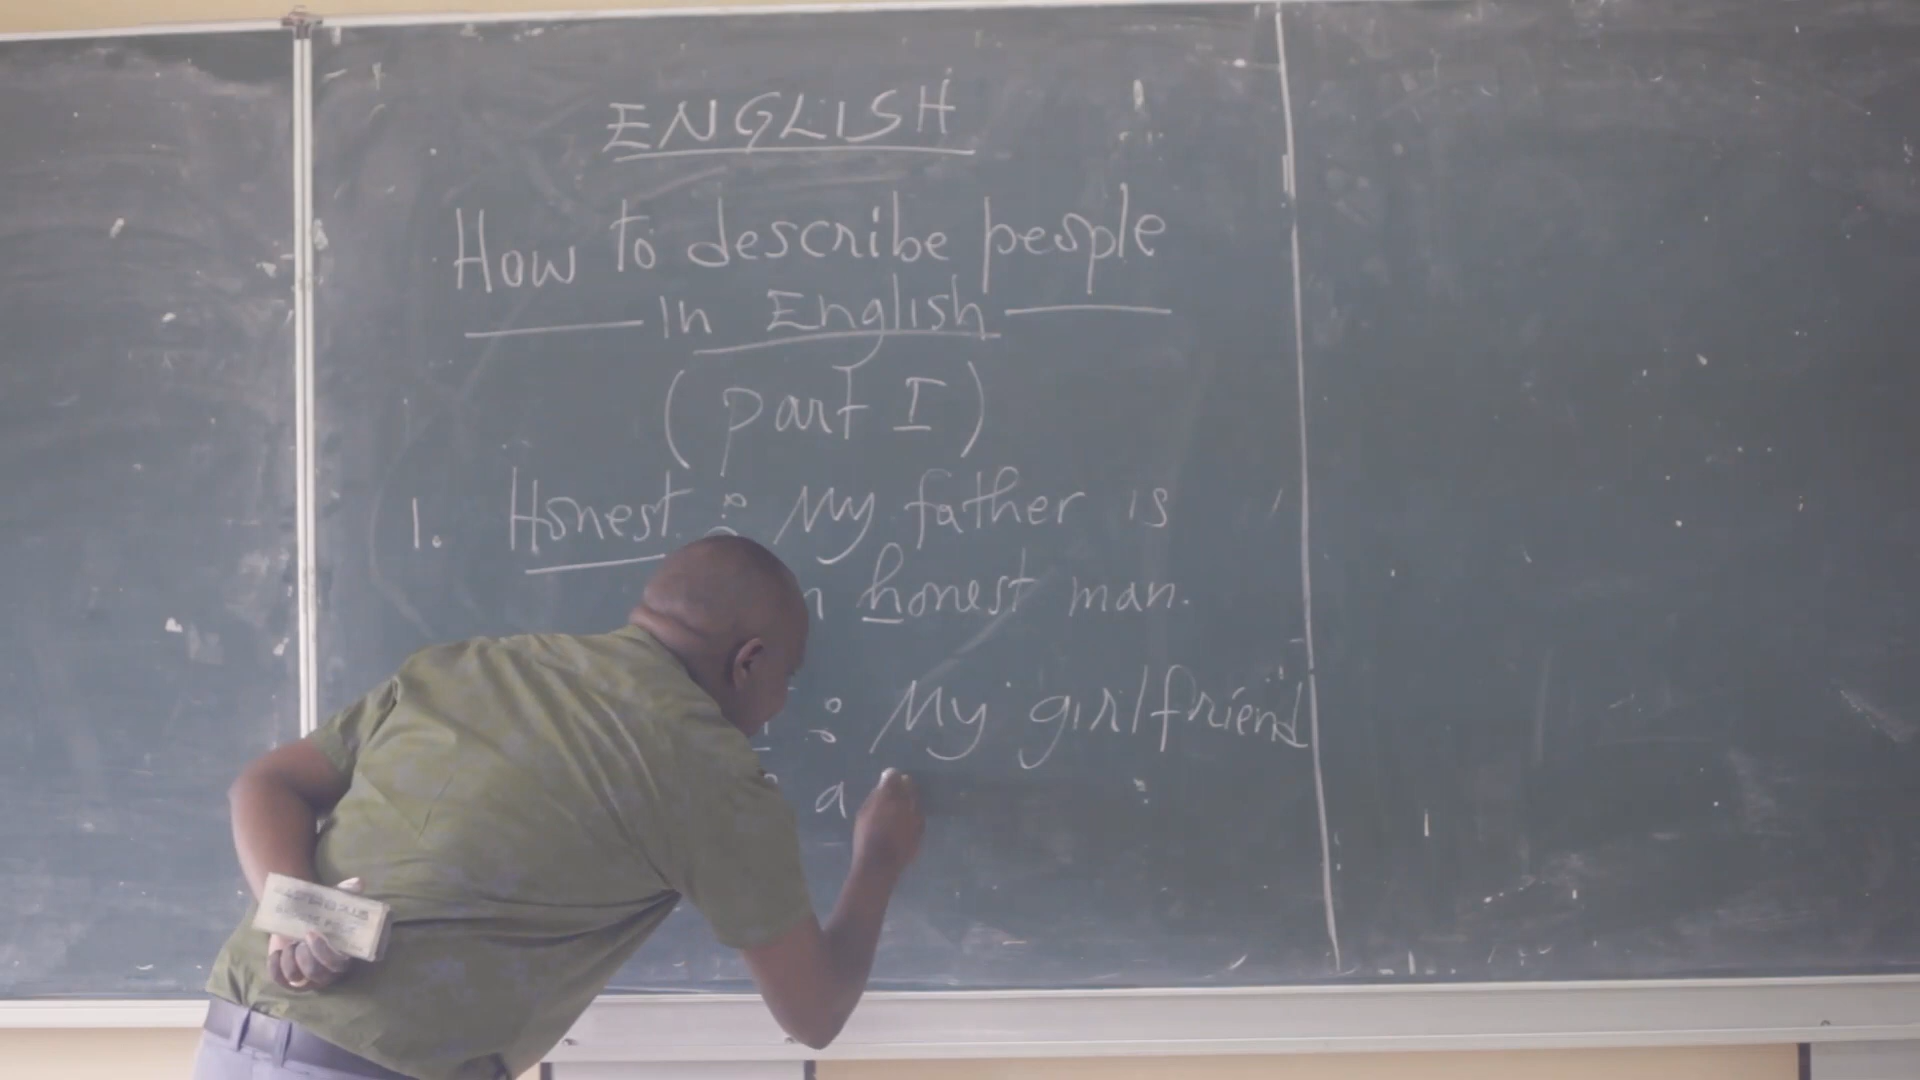 ENGLISH
How to describe people
In English
(part I)
1. Honest : My father is
honest man.
: My girlfriend
a